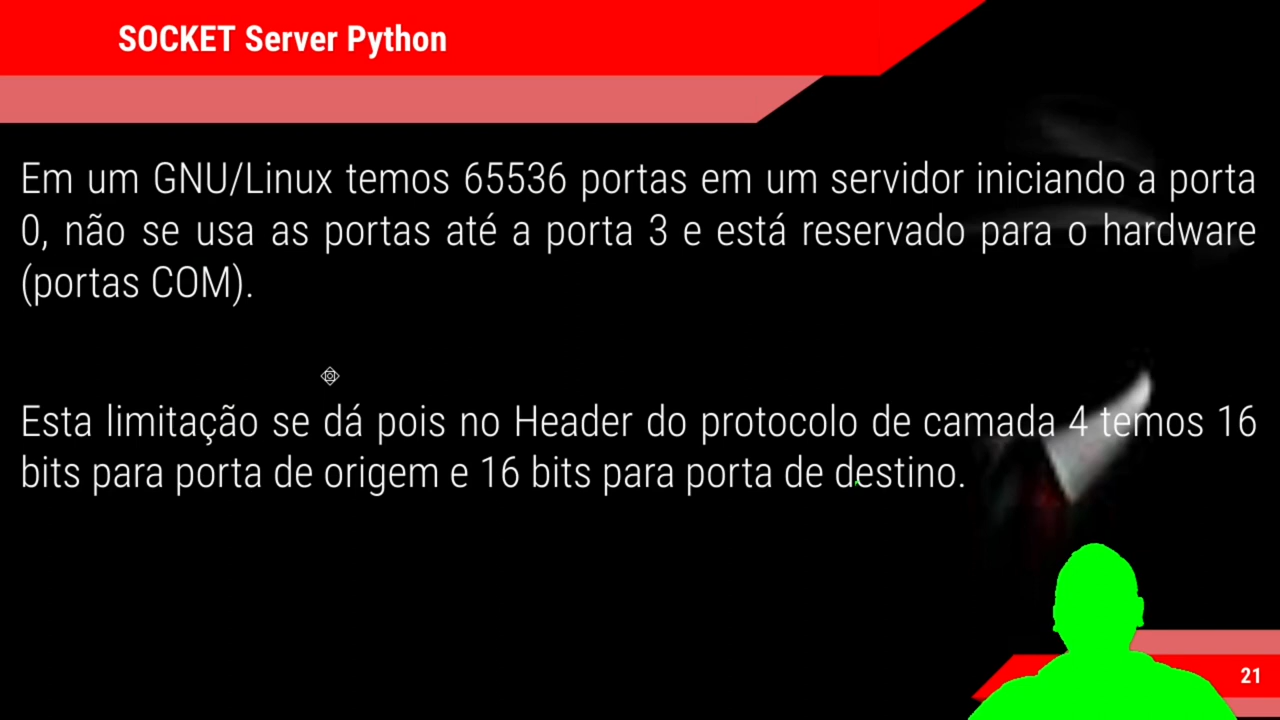 SOCKET Server Python
Em um GNU/Linux temos 65536 portas em um servidor iniciando a porta
0, não se usa as portas até a porta 3 e está reservado para o hardware
(portas COM).
Esta limitação se dá pois no Header do protocolo de camada 4 temos 16
bits para porta de origem e 16 bits para porta de destino.
21